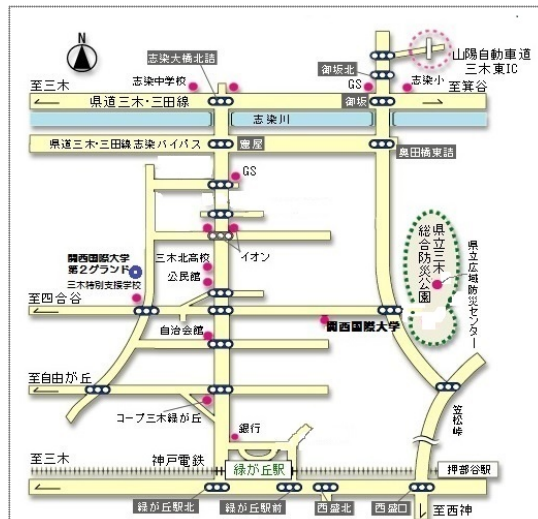 N
志染大橋北詰
山陽自動車道
三木東IC
御坂北
至三木
志染中学校
GS
志染小
至箕谷
県道三木・三田線
御坂
志染川
県道三木・三田線志染バイパス
恵屋
奥田橋東詰
GS
三木北高校
イオン
公民館
関西国際大学
第2グランド
三木特別支援学校
県立三木
総合防災公園
県立広域防災センター
至四合谷
自治会館
関西国際大学
至自由が丘
コープ三木緑が丘
笠松峠
銀行
至三木
神戸電鉄
緑が丘駅
押部谷駅
緑が丘駅北
緑が丘駅前
西盛北
西盛口
至西神